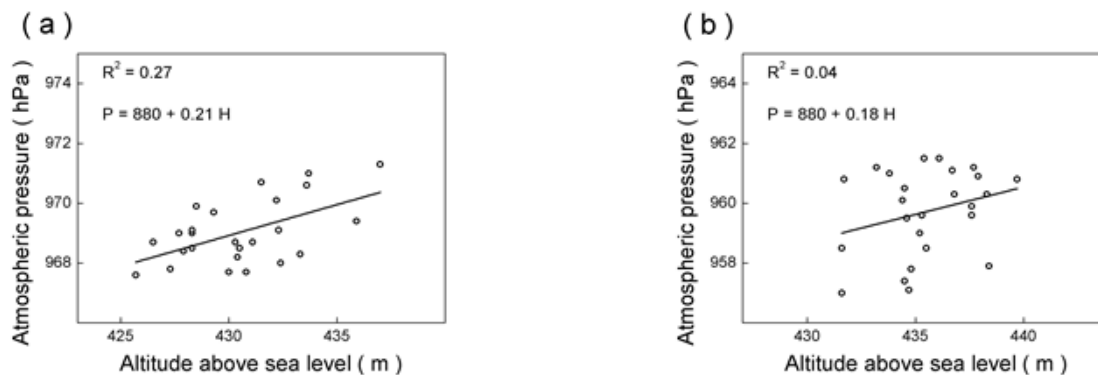 ( a )
R² = 0.27
P = 880 + 0.21 H
Atmospheric pressure ( hPa )
974
972
970
968
425
430
435
Altitude above sea level ( m )
( b )
R² = 0.04
P = 880 + 0.18 H
Atmospheric pressure ( hPa )
964
961
960
958
430
435
440
Altitude above sea level ( m )